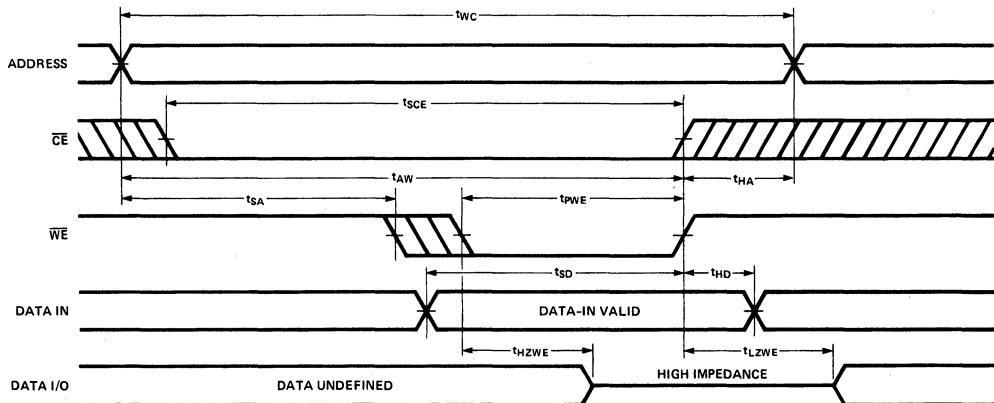 tWC
ADDRESS
tSCE
CE
tAW
tHA
tSA
tPWE
WE
tSD
tHD
DATA IN
DATA-IN VALID
tHZWE
tLZWE
HIGH IMPEDANCE
DATA I/O
DATA UNDEFINED